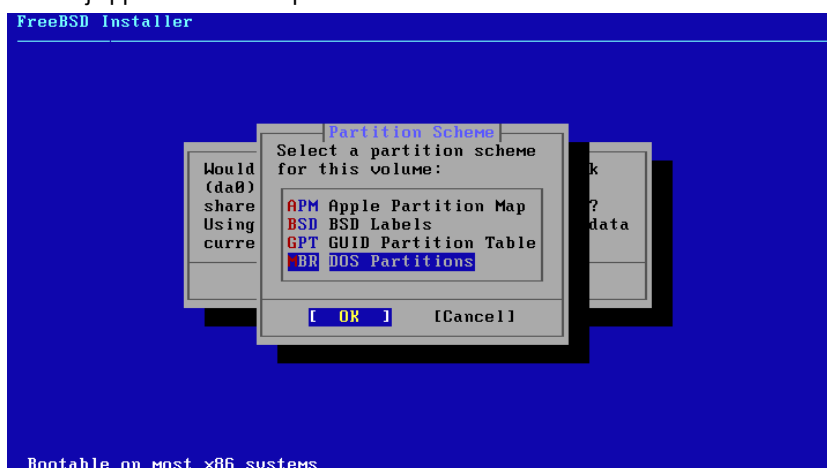 FreeBSD Installer
Partition Scheme
Select a partition scheme
for this volume:
Would
(da0)
share
Using
curre
k
?
data
APM Apple Partition Map
BSD BSD Labels
GPT GUID Partition Table
MBR DOS Partitions
[ OK ] [Cancel]
Bootable on most x86 systems